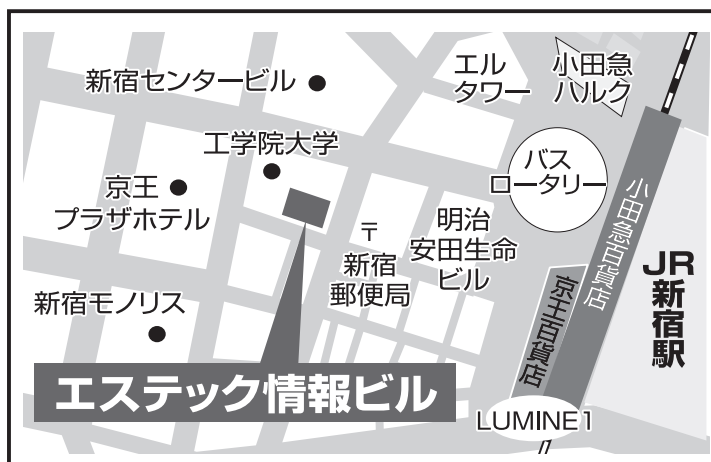 新宿センタービル
エル
タワー
小田急
ハルク
工学院大学
京王
プラザホテル
バス
ロータリー
〒
新宿
郵便局
明治
安田生命
ビル
小田急百貨店
JR新宿駅
京王百貨店
新宿モノリス
エステック情報ビル
LUMINE1